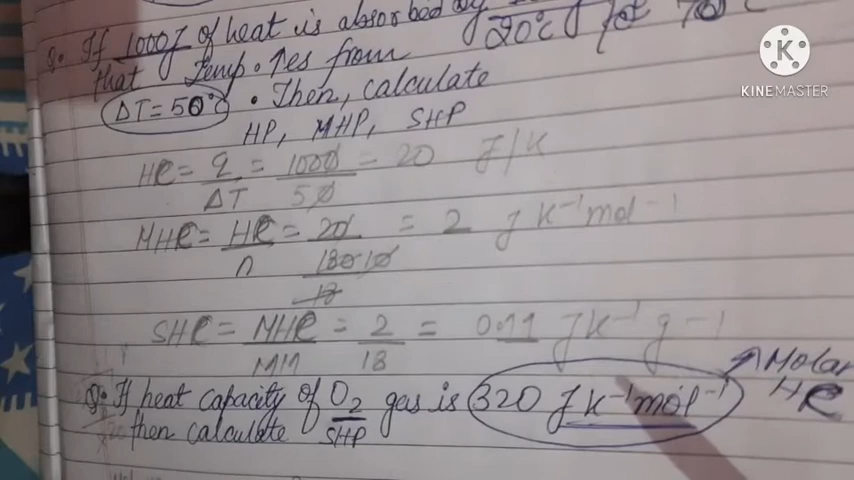 Q. If 1000J of heat is absorbed by
that Temp. ↑es from 20°c
ΔT = 50°c. Then, calculate
HP, MHP, SHP
HC = q/ΔT = 1000/50 = 20 J/K
MHC = HC/n = 20/(180/18) 10 = 2 J K⁻¹ mol⁻¹
SHC = MHC/MM = 2/18 = 0.11 J K⁻¹ g⁻¹
Q. If heat capacity of O₂ gas is 320 J K⁻¹ mol⁻¹ Molar HC
then calculate SHP
K
KINEMASTER